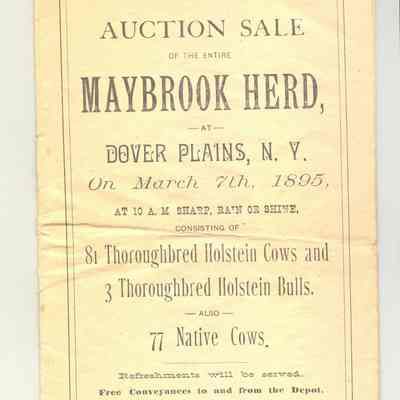 AUCTION SALE
OF THE ENTIRE
MAYBROOK HERD,
— AT —
DOVER PLAINS, N. Y.
On March 7th, 1895,
AT 10 A. M SHARP, RAIN OR SHINE,
CONSISTING OF
81 Thoroughbred Holstein Cows and
3 Thoroughbred Holstein Bulls.
— ALSO —
77 Native Cows.
Refreshments will be served.
Free Conveyances to and from the Depot.